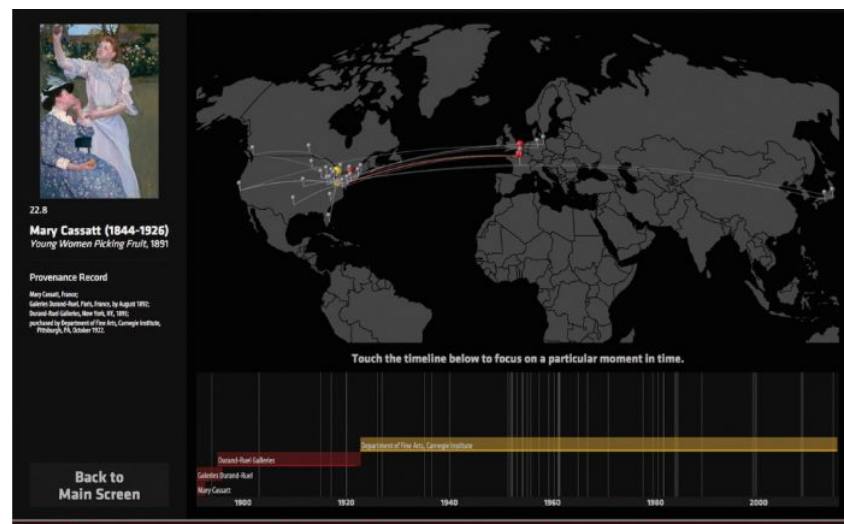 22.8
Mary Cassatt (1844-1926)
Young Women Picking Fruit, 1891
Provenance Record
Mary Cassatt, France;
Galeries Durand-Ruel, Paris, France, by August 1892;
Durand-Ruel Galleries, New York, NY, 1895;
purchased by Department of Fine Arts, Carnegie Institute,
Pittsburgh, PA, October 1922.
Back to
Main Screen
Touch the timeline below to focus on a particular moment in time.
Department of Fine Arts, Carnegie Institute
Durand-Ruel Galleries
Galeries Durand-Ruel
Mary Cassatt
1900 1920 1940 1960 1980 2000